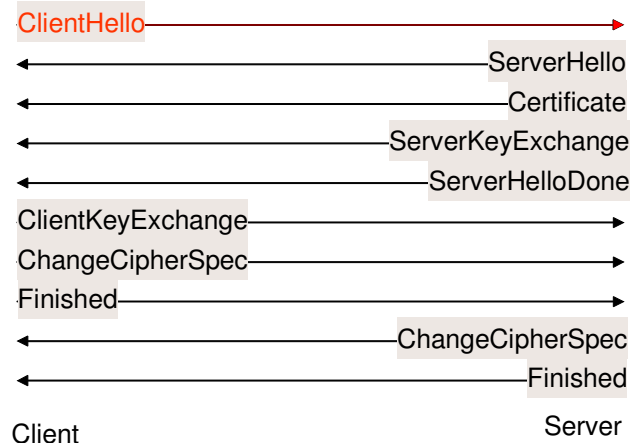 ClientHello
ServerHello
Certificate
ServerKeyExchange
ServerHelloDone
ClientKeyExchange
ChangeCipherSpec
Finished
ChangeCipherSpec
Finished
Client
Server